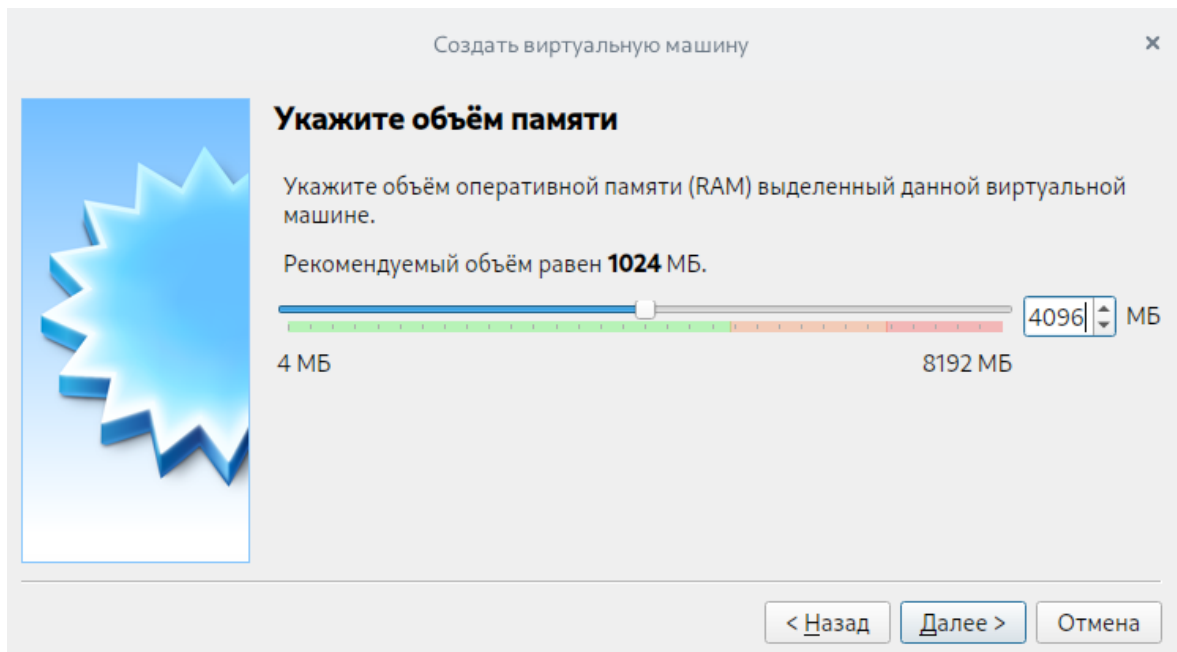 Создать виртуальную машину
Укажите объём памяти
Укажите объём оперативной памяти (RAM) выделенный данной виртуальной
машине.
Рекомендуемый объём равен 1024 МБ.
4096 МБ
4 МБ 8192 МБ
< Назад Далее > Отмена